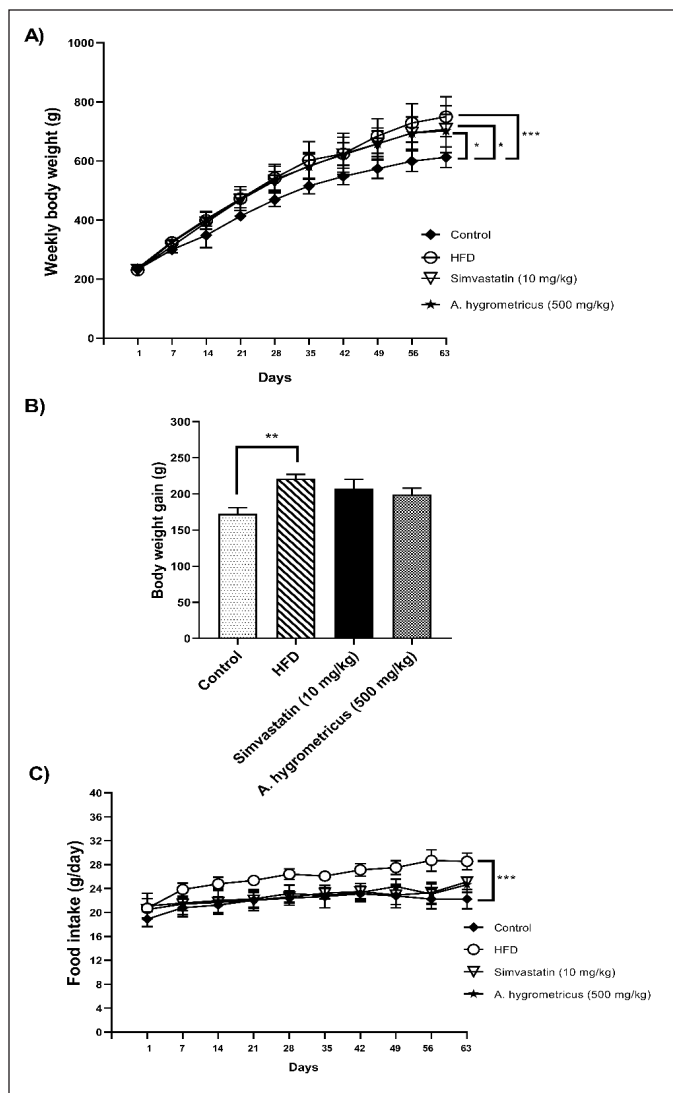 A)
1000
800
600
400
200
0
Weekly body weight (g)
***
*
*
Control
HFD
Simvastatin (10 mg/kg)
A. hygrometricus (500 mg/kg)
1 7 14 21 28 35 42 49 56 63
Days
B)
300
250
200
150
100
50
0
Body weight gain (g)
**
Control
HFD
Simvastatin (10 mg/kg)
A. hygrometricus (500 mg/kg)
C)
40
36
32
28
24
20
16
12
8
4
0
Food intake (g/day)
***
Control
HFD
Simvastatin (10 mg/kg)
A. hygrometricus (500 mg/kg)
1 7 14 21 28 35 42 49 56 63
Days